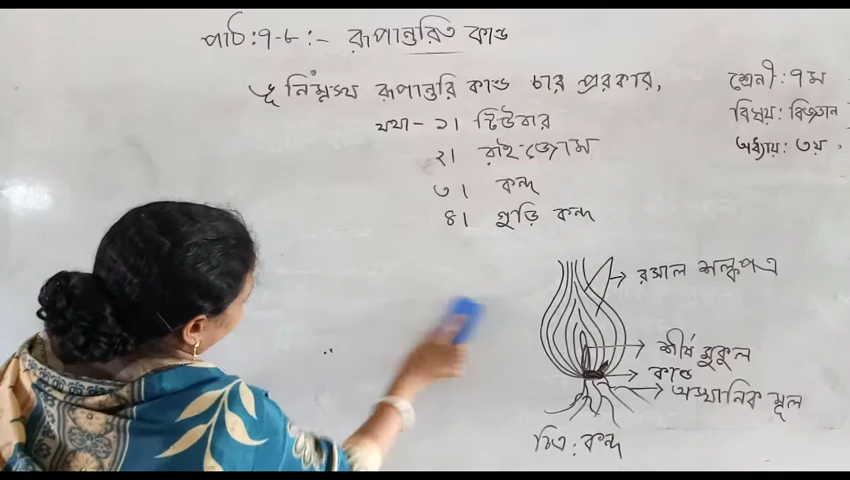 পাঠ:৭-৮:- রূপান্তরিত কান্ড
ভূ নিম্নস্থ রূপান্তরি কান্ড চার প্রকার,
যথা- ১। টিউবার
২। রাইজোম
৩। কন্দ
৪। গুড়ি কন্দ
শ্রেনী: ৭ম
বিষয়: বিজ্ঞান
অধ্যায়: ৩য়
রসাল শল্কপত্র
শীর্ষ মুকুল
কান্ড
অস্থানিক মূল
চিত্র: কন্দ